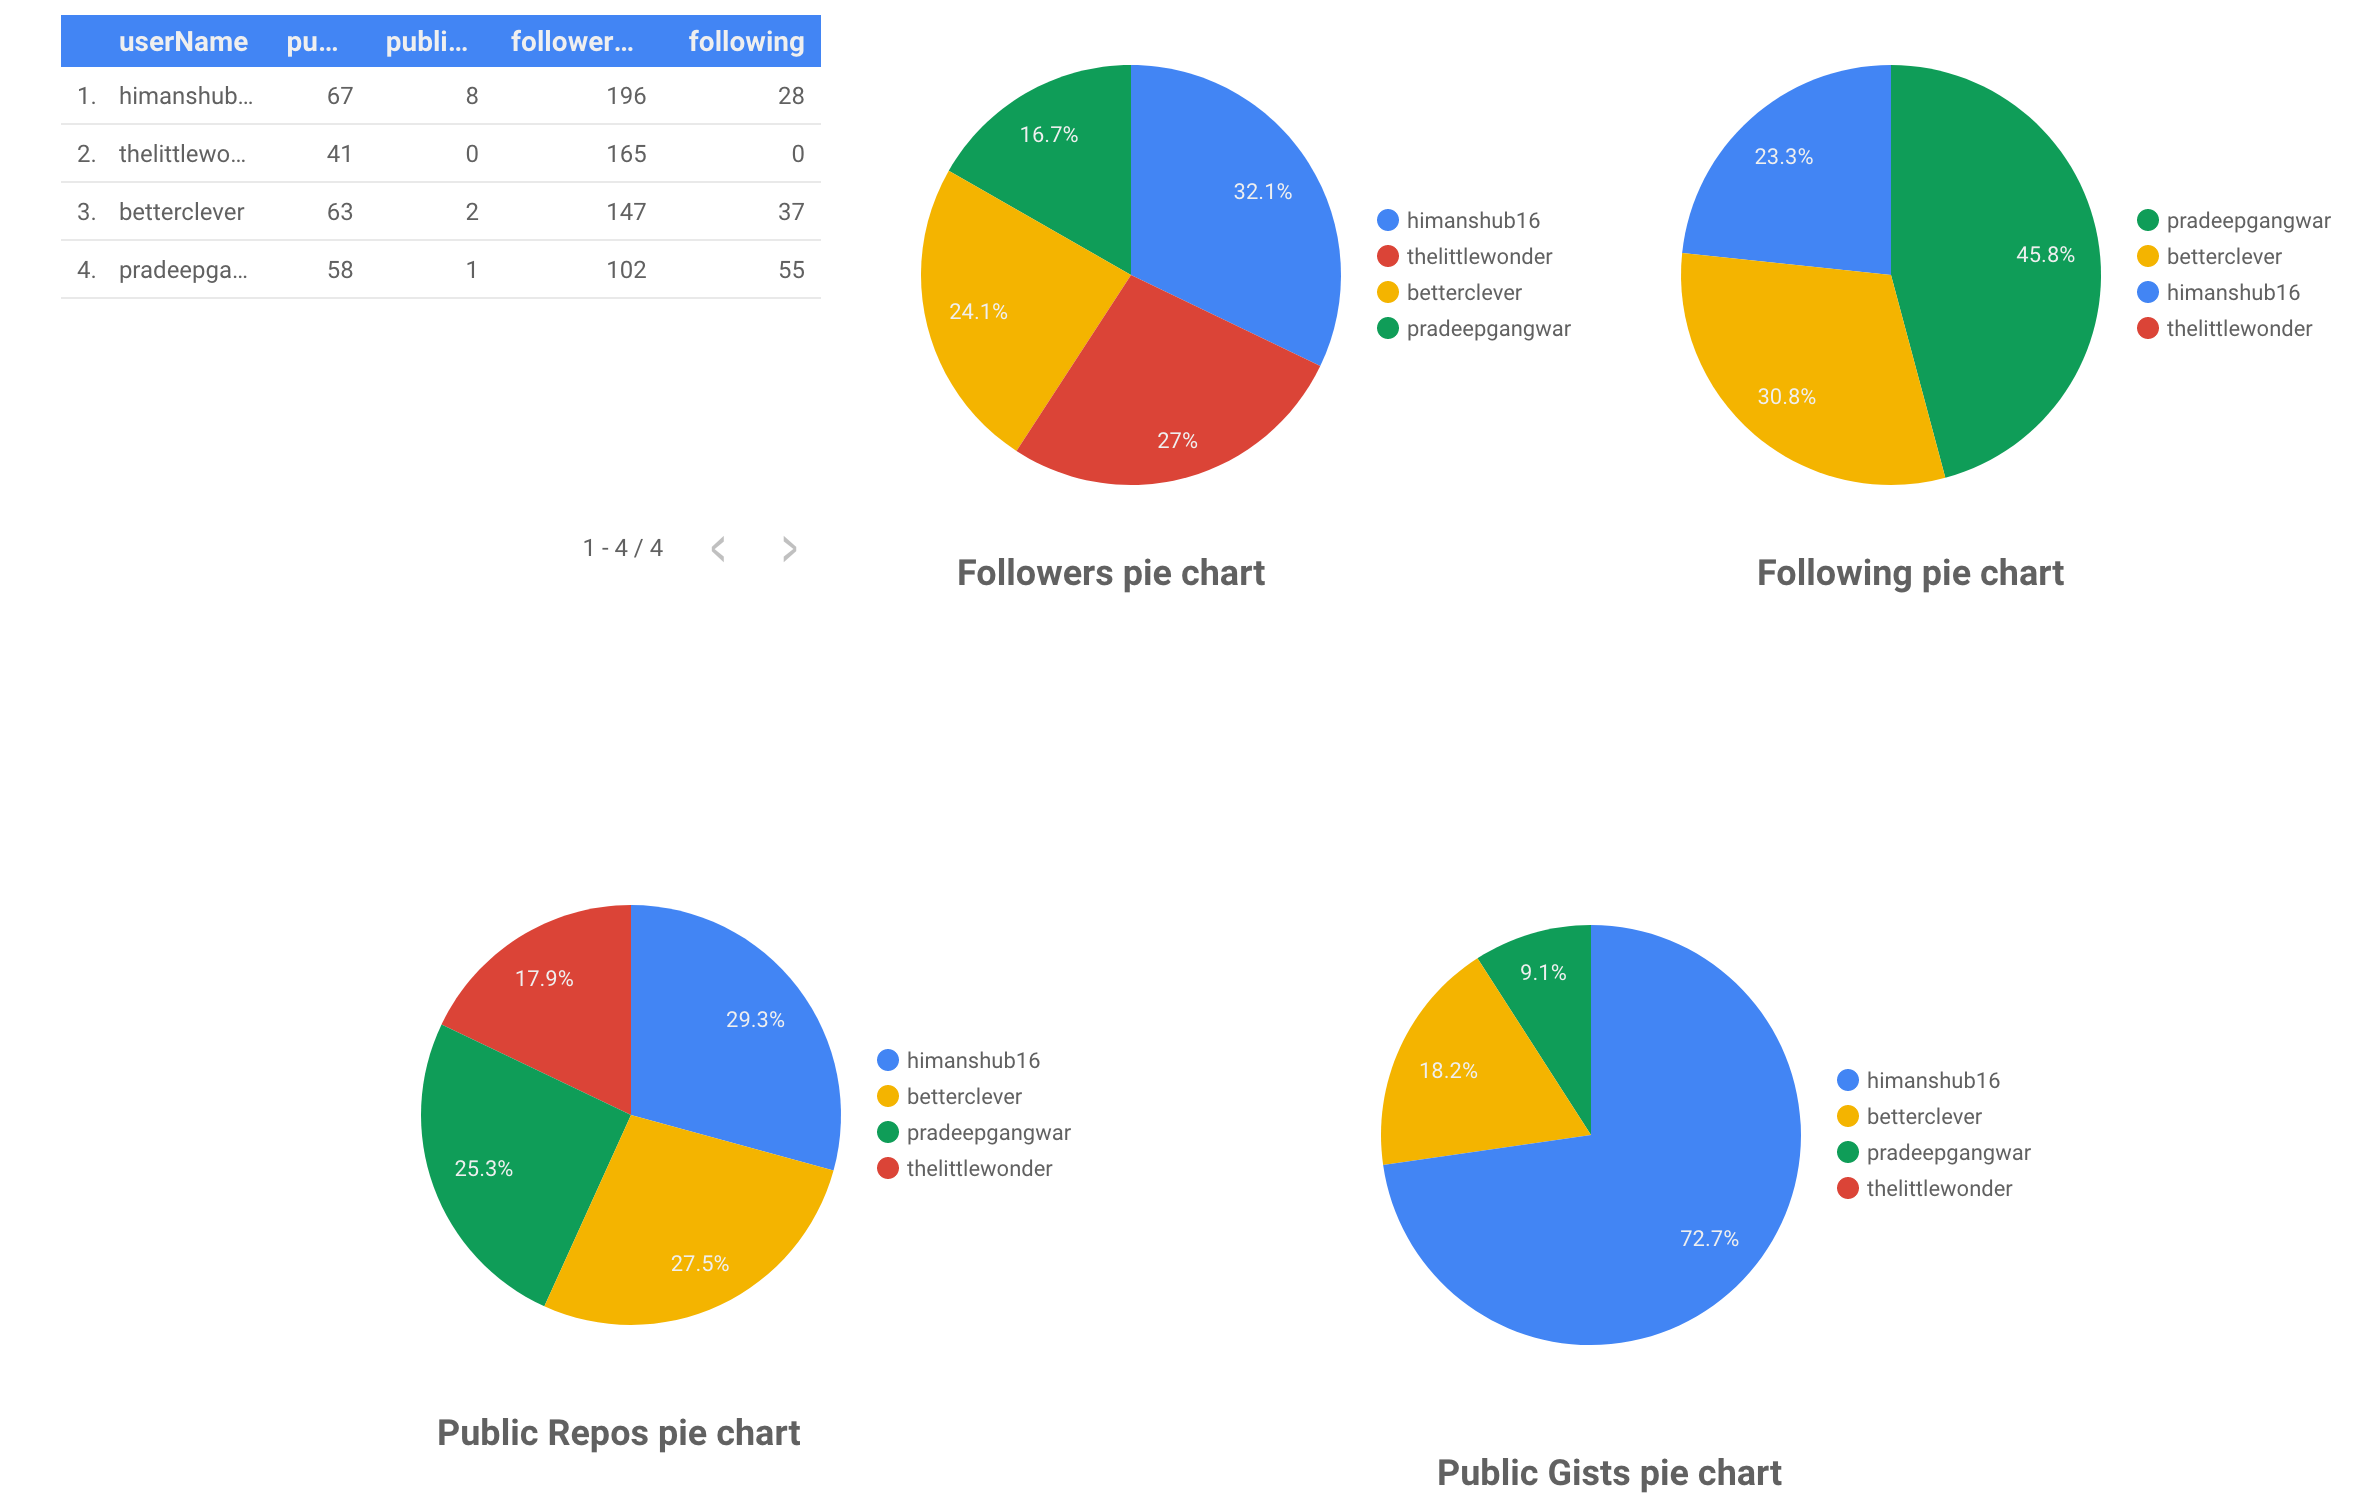 userName pu... publi... follower... following
1. himanshub... 67 8 196 28
2. thelittlewo... 41 0 165 0
3. betterclever 63 2 147 37
4. pradeepga... 58 1 102 55
1 - 4 / 4
16.7%
32.1%
24.1%
27%
himanshub16
thelittlewonder
betterclever
pradeepgangwar
Followers pie chart
23.3%
45.8%
30.8%
pradeepgangwar
betterclever
himanshub16
thelittlewonder
Following pie chart
17.9%
29.3%
25.3%
27.5%
himanshub16
betterclever
pradeepgangwar
thelittlewonder
Public Repos pie chart
9.1%
18.2%
72.7%
himanshub16
betterclever
pradeepgangwar
thelittlewonder
Public Gists pie chart